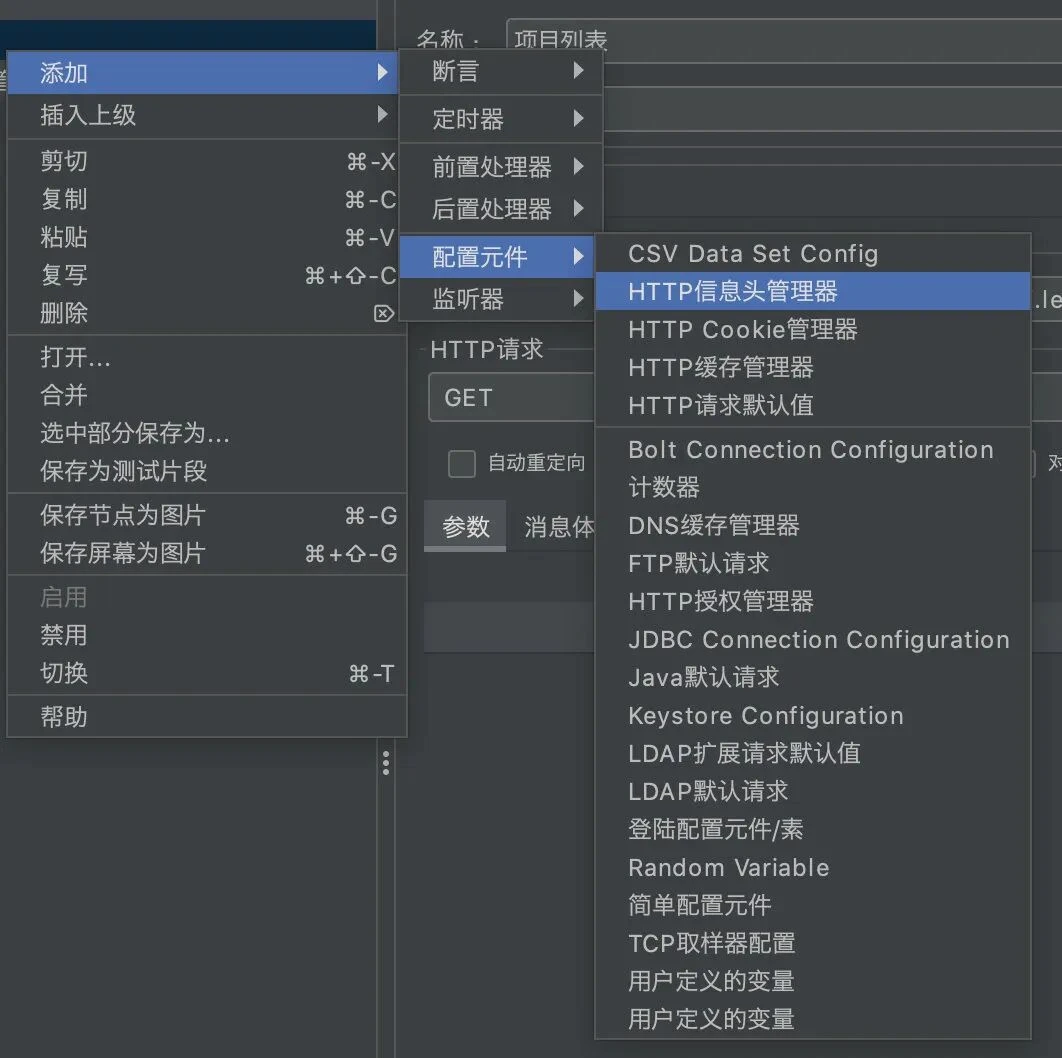 名称：
项目列表
添加
插入上级
剪切 ⌘-X
复制 ⌘-C
粘贴 ⌘-V
复写 ⌘+⇧-C
删除
打开...
合并
选中部分保存为...
保存为测试片段
保存节点为图片 ⌘-G
保存屏幕为图片 ⌘+⇧-G
启用
禁用
切换 ⌘-T
帮助
断言
定时器
前置处理器
后置处理器
配置元件
监听器
HTTP请求
GET
自动重定向
参数 消息体
CSV Data Set Config
HTTP信息头管理器
HTTP Cookie管理器
HTTP缓存管理器
HTTP请求默认值
Bolt Connection Configuration
计数器
DNS缓存管理器
FTP默认请求
HTTP授权管理器
JDBC Connection Configuration
Java默认请求
Keystore Configuration
LDAP扩展请求默认值
LDAP默认请求
登陆配置元件/素
Random Variable
简单配置元件
TCP取样器配置
用户定义的变量
用户定义的变量
.le
对